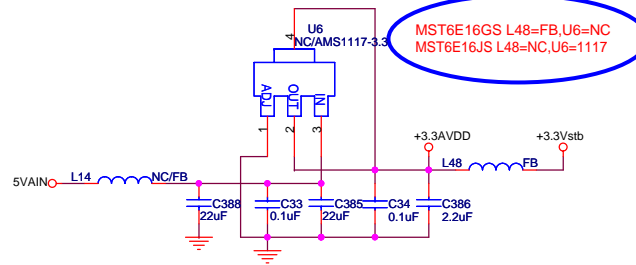 U6
NC/AMS1117-3.3
MST6E16GS L48=FB,U6=NC
MST6E16JS L48=NC,U6=1117
4
ADJ
OUT
IN
1
2
3
+3.3AVDD
+3.3Vstb
L48
FB
5VAIN
L14
NC/FB
C388
22uF
C33
0.1uF
C385
22uF
C34
0.1uF
C386
2.2uF